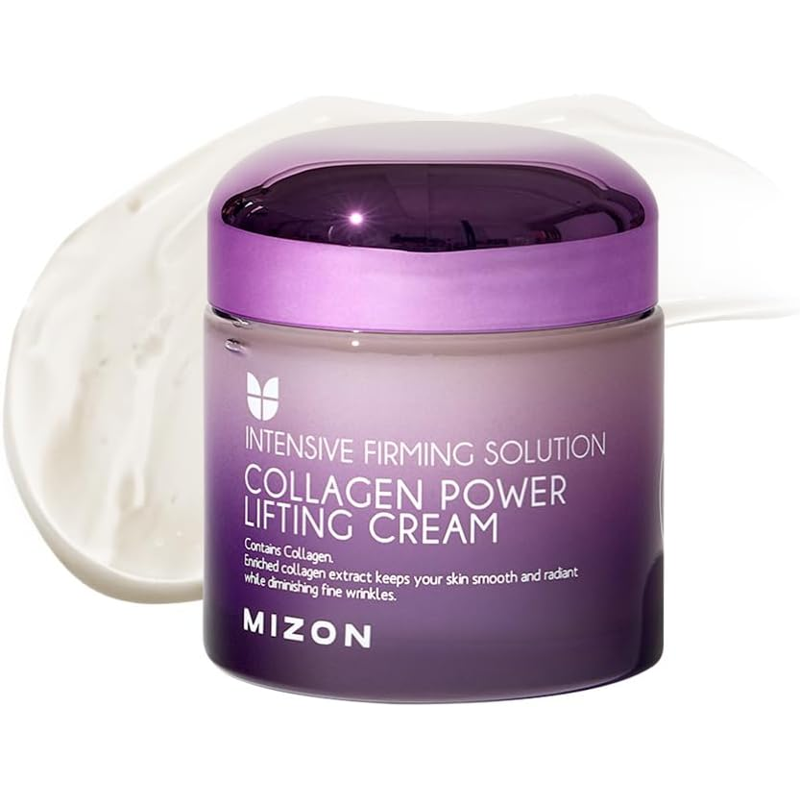 INTENSIVE FIRMING SOLUTION
COLLAGEN POWER
LIFTING CREAM
Contains Collagen.
Enriched collagen extract keeps your skin smooth and radiant
while diminishing fine wrinkles.
MIZON